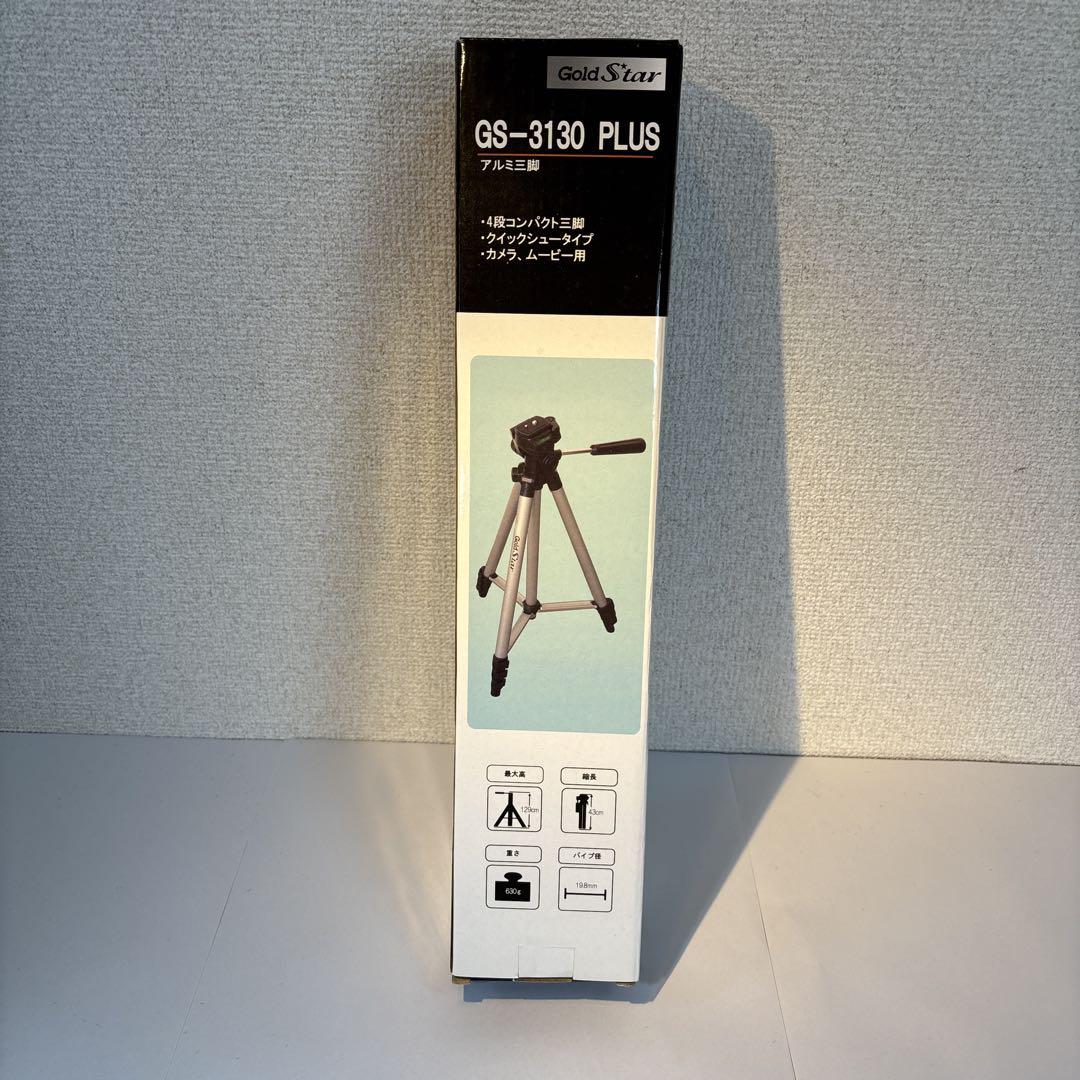 Gold Star
GS-3130 PLUS
アルミ三脚
・4段コンパクト三脚
・クイックシュータイプ
・カメラ、ムービー用
Gold Star
最大高
縮長
129cm
43cm
重さ
パイプ径
630g
19.8mm